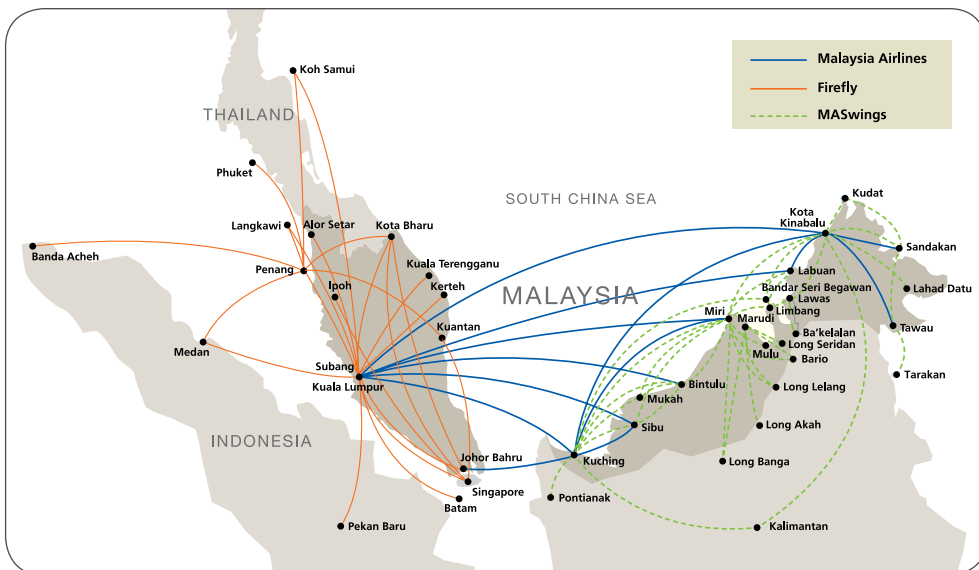 Malaysia Airlines
Firefly
MASwings
Koh Samui
THAILAND
Phuket
SOUTH CHINA SEA
Kudat
Kota
Kinabalu
Langkawi
Alor Setar
Kota Bharu
Sandakan
Banda Acheh
Penang
Kuala Terengganu
Labuan
Ipoh
Kerteh
MALAYSIA
Bandar Seri Begawan
Lawas
Lahad Datu
Limbang
Miri
Marudi
Kuantan
Tawau
Ba'kelalan
Long Seridan
Medan
Mulu
Bario
Subang
Kuala Lumpur
Tarakan
Bintulu
Long Lelang
Mukah
INDONESIA
Sibu
Long Akah
Johor Bahru
Kuching
Long Banga
Singapore
Batam
Pontianak
Pekan Baru
Kalimantan